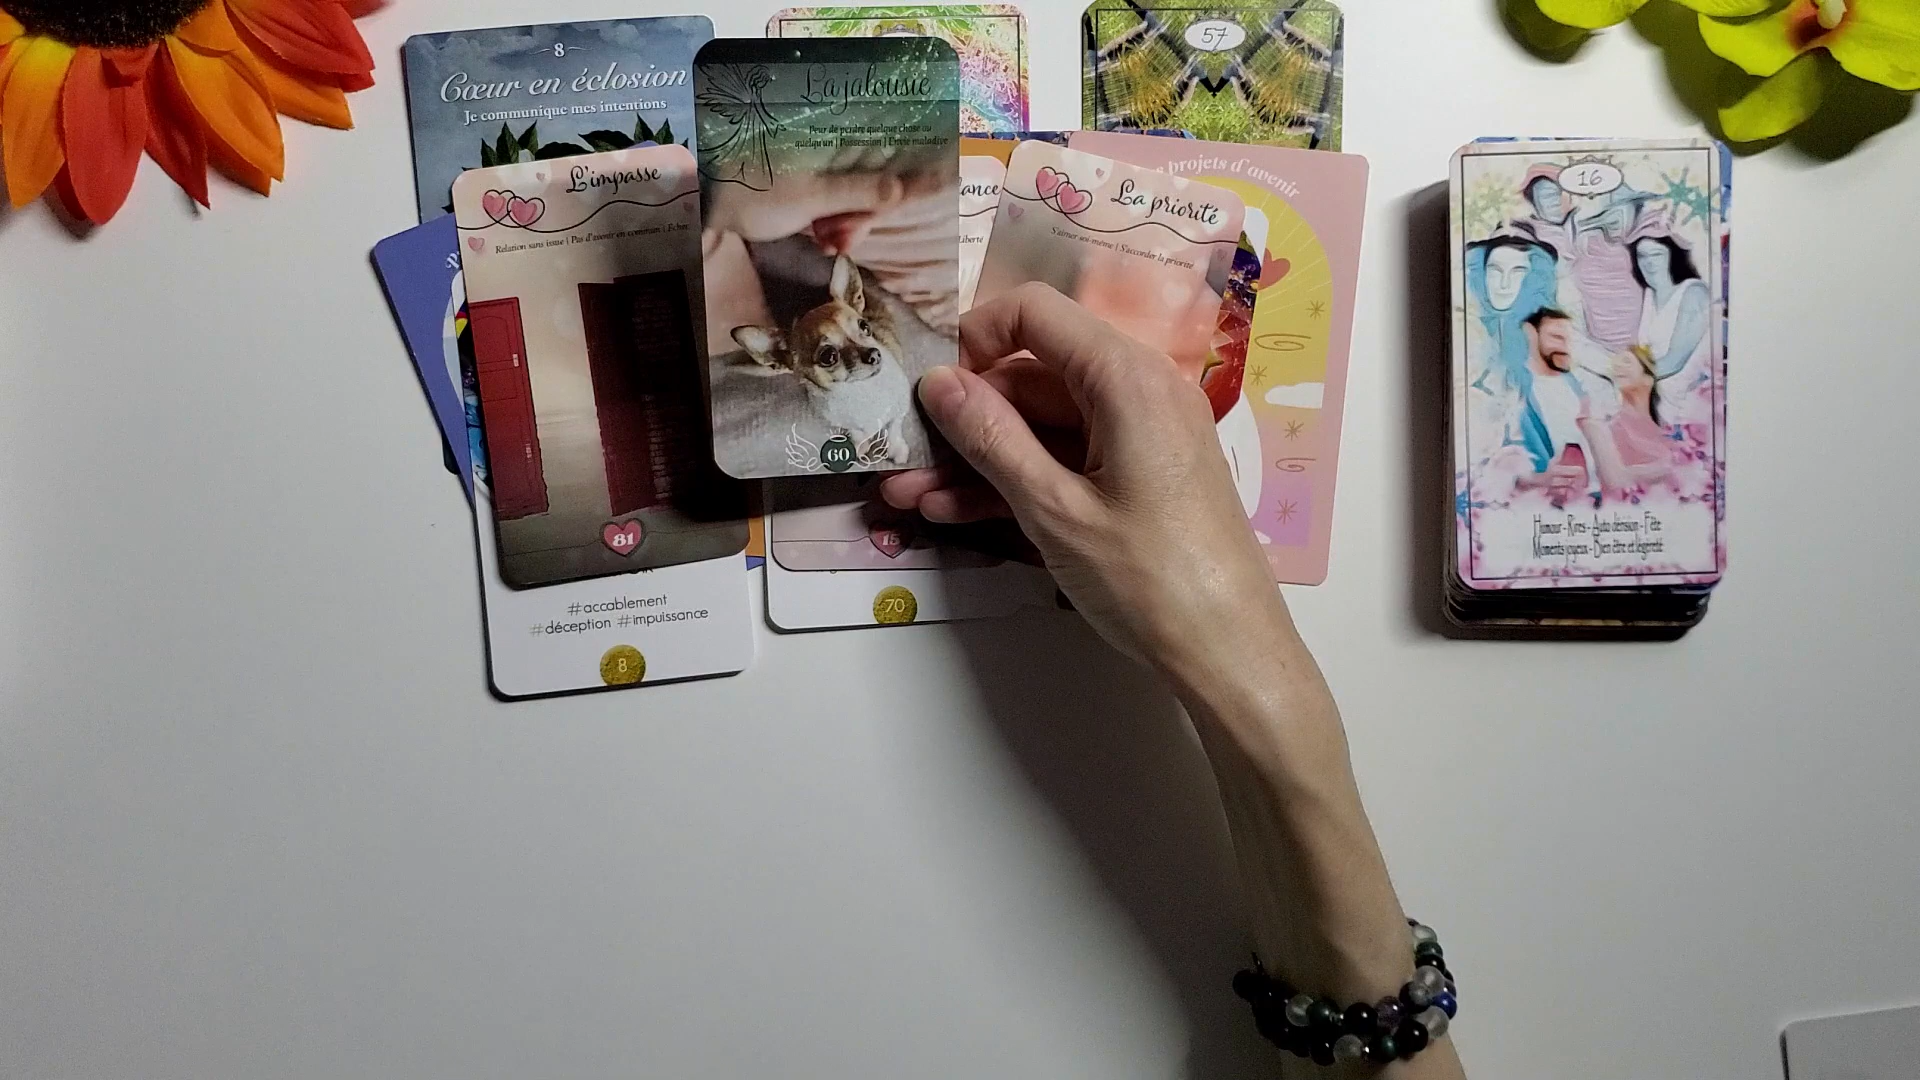 8
Cœur en éclosion
Je communique mes intentions
L'impasse
Relation sans issue | Pas d'avenir en commun | Echec
81
#accablement
#déception #impuissance
8
La jalousie
Peur de perdre quelque chose ou
quelqu'un | Possession | Envie maladive
60
ance
Liberté
15
70
57
projets d'avenir
La priorité
S'aimer soi-même | S'accorder la priorité
16
Humour - Rires - Auto dérision - Fête
Moments joyeux - Bien être et légèreté